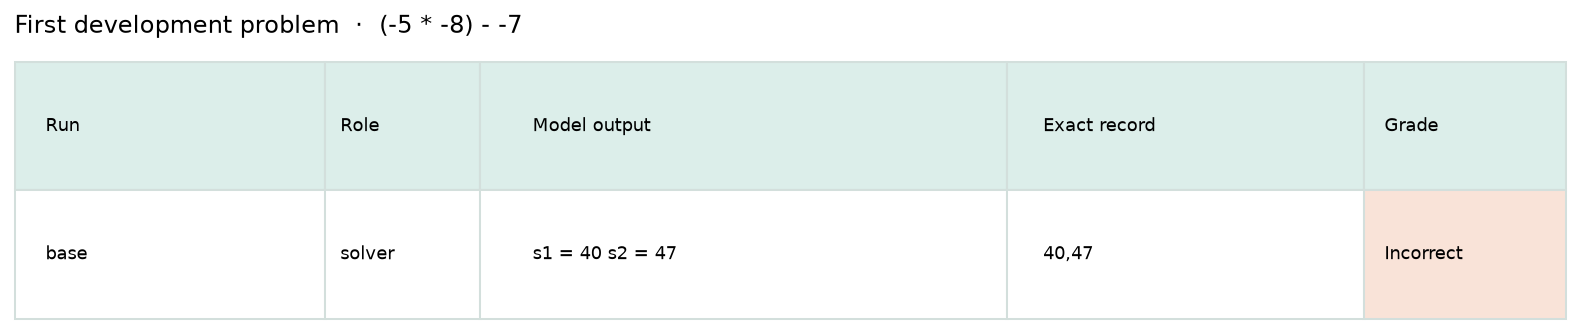 First development problem · (-5 * -8) - -7
Run Role Model output Exact record Grade
base solver s1 = 40 s2 = 47 40,47 Incorrect